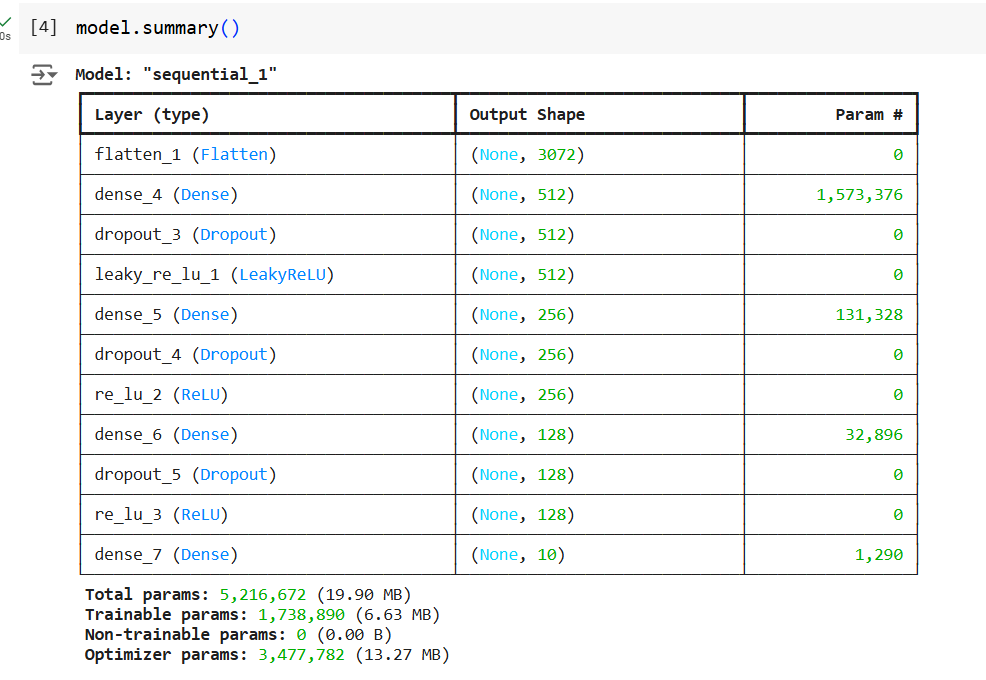 [4] model.summary()
0s
Model: "sequential_1"
Layer (type) Output Shape Param #
flatten_1 (Flatten) (None, 3072) 0
dense_4 (Dense) (None, 512) 1,573,376
dropout_3 (Dropout) (None, 512) 0
leaky_re_lu_1 (LeakyReLU) (None, 512) 0
dense_5 (Dense) (None, 256) 131,328
dropout_4 (Dropout) (None, 256) 0
re_lu_2 (ReLU) (None, 256) 0
dense_6 (Dense) (None, 128) 32,896
dropout_5 (Dropout) (None, 128) 0
re_lu_3 (ReLU) (None, 128) 0
dense_7 (Dense) (None, 10) 1,290
Total params: 5,216,672 (19.90 MB)
Trainable params: 1,738,890 (6.63 MB)
Non-trainable params: 0 (0.00 B)
Optimizer params: 3,477,782 (13.27 MB)